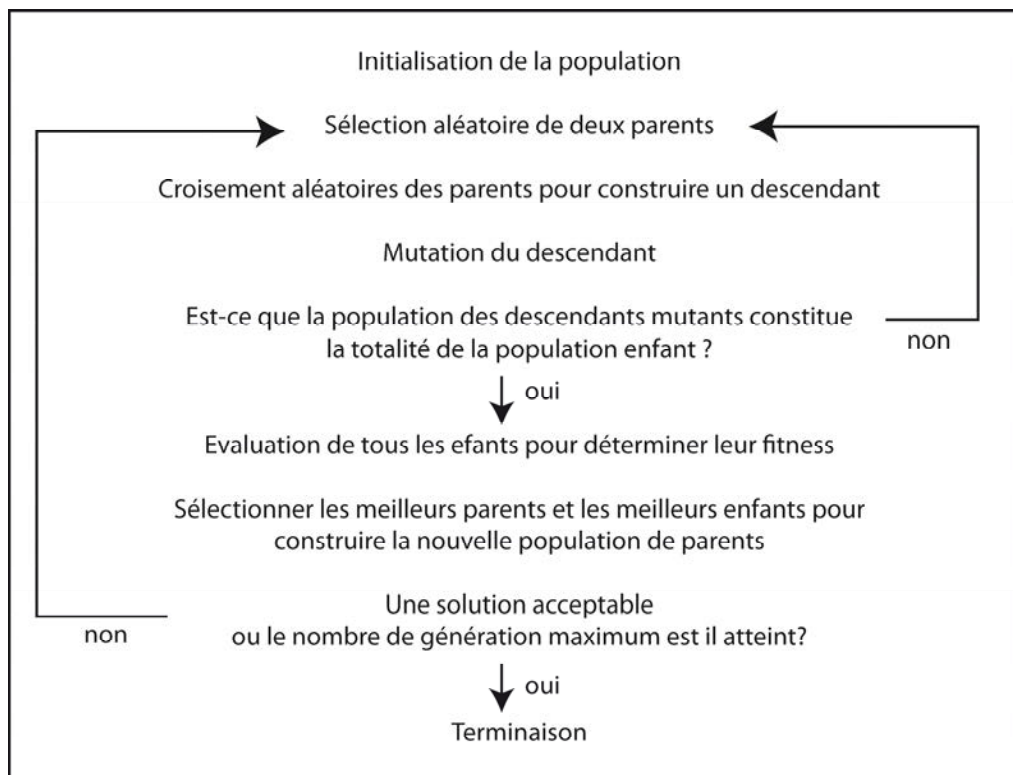 Initialisation de la population
Sélection aléatoire de deux parents
Croisement aléatoires des parents pour construire un descendant
Mutation du descendant
Est-ce que la population des descendants mutants constitue
la totalité de la population enfant ?
non
oui
Evaluation de tous les efants pour déterminer leur fitness
Sélectionner les meilleurs parents et les meilleurs enfants pour
construire la nouvelle population de parents
Une solution acceptable
ou le nombre de génération maximum est il atteint?
non
oui
Terminaison